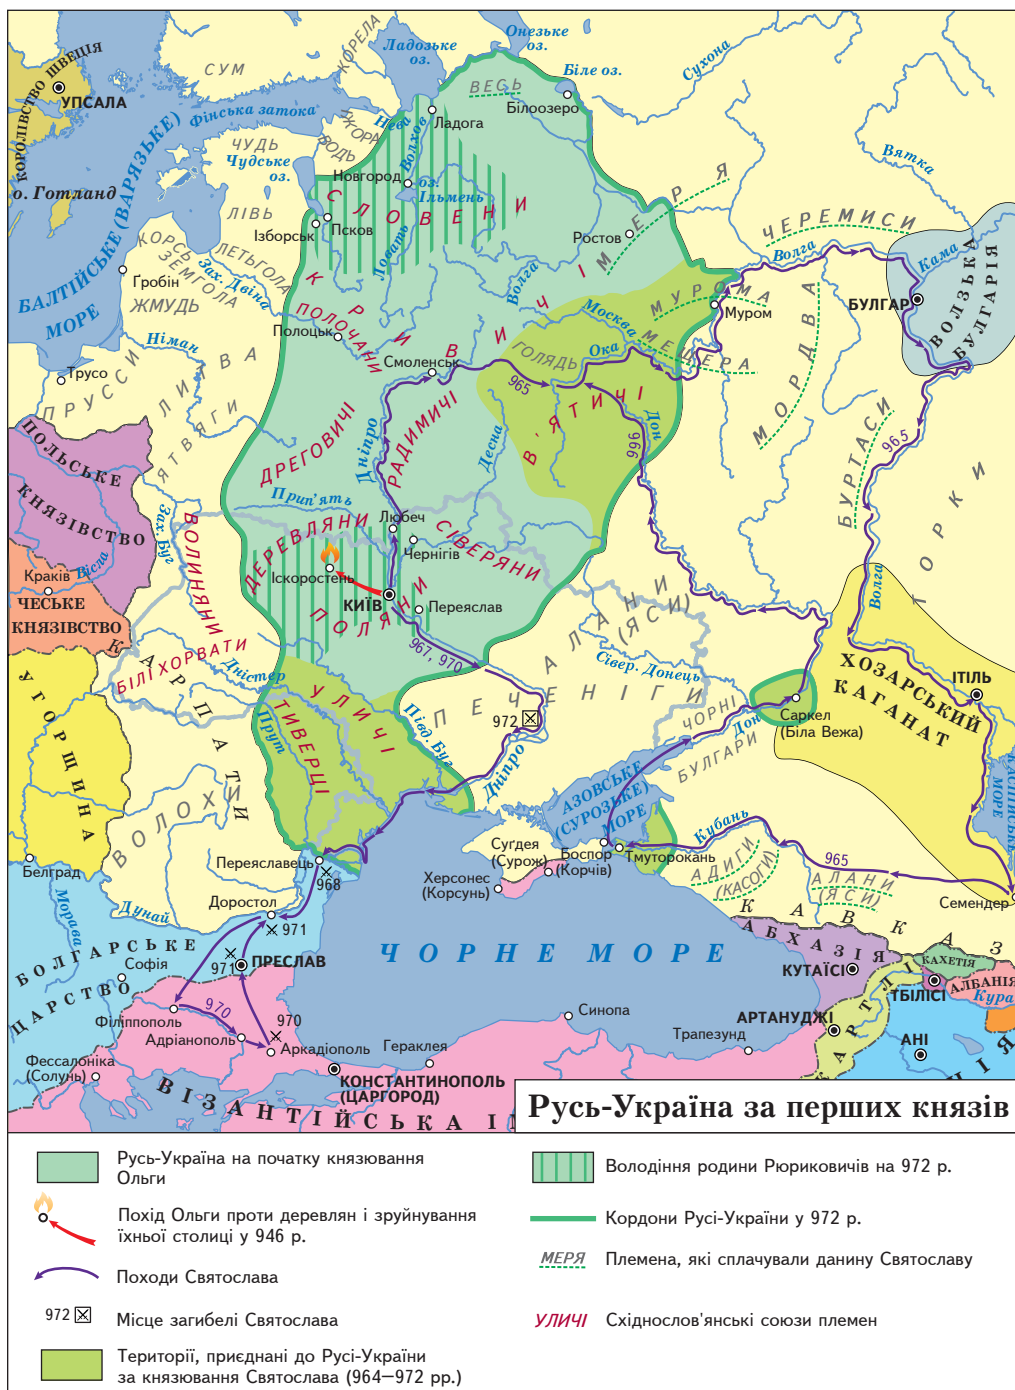 КОРОЛІВСТВО ШВЕЦІЯ
УПСАЛА
СУМ
КОРЕЛА
Ладозьке
оз.
Онезьке
оз.
Біле оз.
Білоозеро
ВЕСЬ
Сухона
Вятка
Фінська затока
Нева
ІЖОРА
ВОДЬ
Ладога
Волхов
ЧУДЬ
Чудське
оз.
Новгород
оз.
Ільмень
СЛОВЕНИ
о. Готланд
БАЛТІЙСЬКЕ (ВАРЯЗЬКЕ)
МОРЕ
ЛІВЬ
Ізборськ
Псков
Ловать
Ростов
МЕРЯ
ЧЕРЕМИСИ
Волга
Кама
КОРСЬ
ЛЕТЬГОЛА
ЗЕМГОЛА
Зах. Двіна
Ґробін
ЖМУДЬ
КРИВИЧІ
Волга
МУРОМА
Муром
БУЛГАР
ВОЛЗЬКА
БУЛГАРІЯ
ПОЛОЧАНИ
Полоцьк
Москва
МЕЩЕРА
МОРДВА
Німан
Смоленськ
ГОЛЯДЬ
Ока
965
Трусо
ПРУССИ
ЛИТВА
ЯТВЯГИ
РАДИМИЧІ
В'ЯТИЧІ
Дон
966
БУРТАСИ
965
ПОЛЬСЬКЕ
КНЯЗІВСТВО
ДРЕГОВИЧІ
Дніпро
Десна
Прип'ять
ТОРКИ
Зах. Буг
ВОЛИНЯНИ
ДЕРЕВЛЯНИ
Любеч
Чернігів
СІВЕРЯНИ
Вісла
Краків
ЧЕСЬКЕ
КНЯЗІВСТВО
Іскоростень
КИЇВ
ПОЛЯНИ
Переяслав
Волга
967, 970
АЛАНИ
(ЯСИ)
БІЛІ ХОРВАТИ
КАРПАТИ
Дністер
Сівер. Донець
ХОЗАРСЬКИЙ
КАГАНАТ
ІТІЛЬ
УГОРЩИНА
УЛИЧІ
ТИВЕРЦІ
Прут
Півд. Буг
972
ПЕЧЕНІГИ
Дніпро
ЧОРНІ
БУЛГАРИ
Дон
Саркел
(Біла Вежа)
КАСПІЙСЬКЕ
МОРЕ
ВОЛОХИ
АЗОВСЬКЕ
(СУРОЗЬКЕ)
МОРЕ
Кубань
Белград
Переяславець
968
Суґдея
(Сурож)
Боспор
(Корчів)
Тмуторокань
АДИГИ
(КАСОГИ)
965
АЛАНИ
(ЯСИ)
Семендер
Морава
Дунай
Доростол
971
Херсонес
(Корсунь)
КАВКАЗ
БОЛГАРСЬКЕ
ЦАРСТВО
Софія
971
ПРЕСЛАВ
ЧОРНЕ МОРЕ
АБХАЗІЯ
КУТАЇСІ
КАХЕТІЯ
ТБІЛІСІ
АЛБАНІЯ
Кура
970
Філіппополь
Адріанополь
970
Аркадіополь
Гераклея
Синопа
Трапезунд
АРТАНУДЖІ
КАРТЛІ
АНІ
Фессалоніка
(Солунь)
КОНСТАНТИНОПОЛЬ
(ЦАРГОРОД)
ВІЗАНТІЙСЬКА ІМ
Русь-Україна за перших князів
Русь-Україна на початку князювання
Ольги
Похід Ольги проти деревлян і зруйнування
їхньої столиці у 946 р.
Походи Святослава
972 Місце загибелі Святослава
Території, приєднані до Русі-України
за князювання Святослава (964–972 рр.)
Володіння родини Рюриковичів на 972 р.
Кордони Русі-України у 972 р.
МЕРЯ Племена, які сплачували данину Святославу
УЛИЧІ Східнослов'янські союзи племен